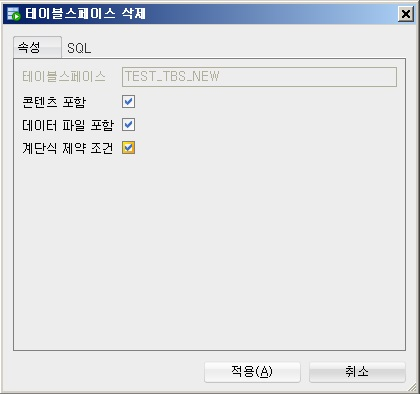 테이블스페이스 삭제
속성 SQL
테이블스페이스 TEST_TBS_NEW
콘텐츠 포함
데이터 파일 포함
계단식 제약 조건
적용(A) 취소